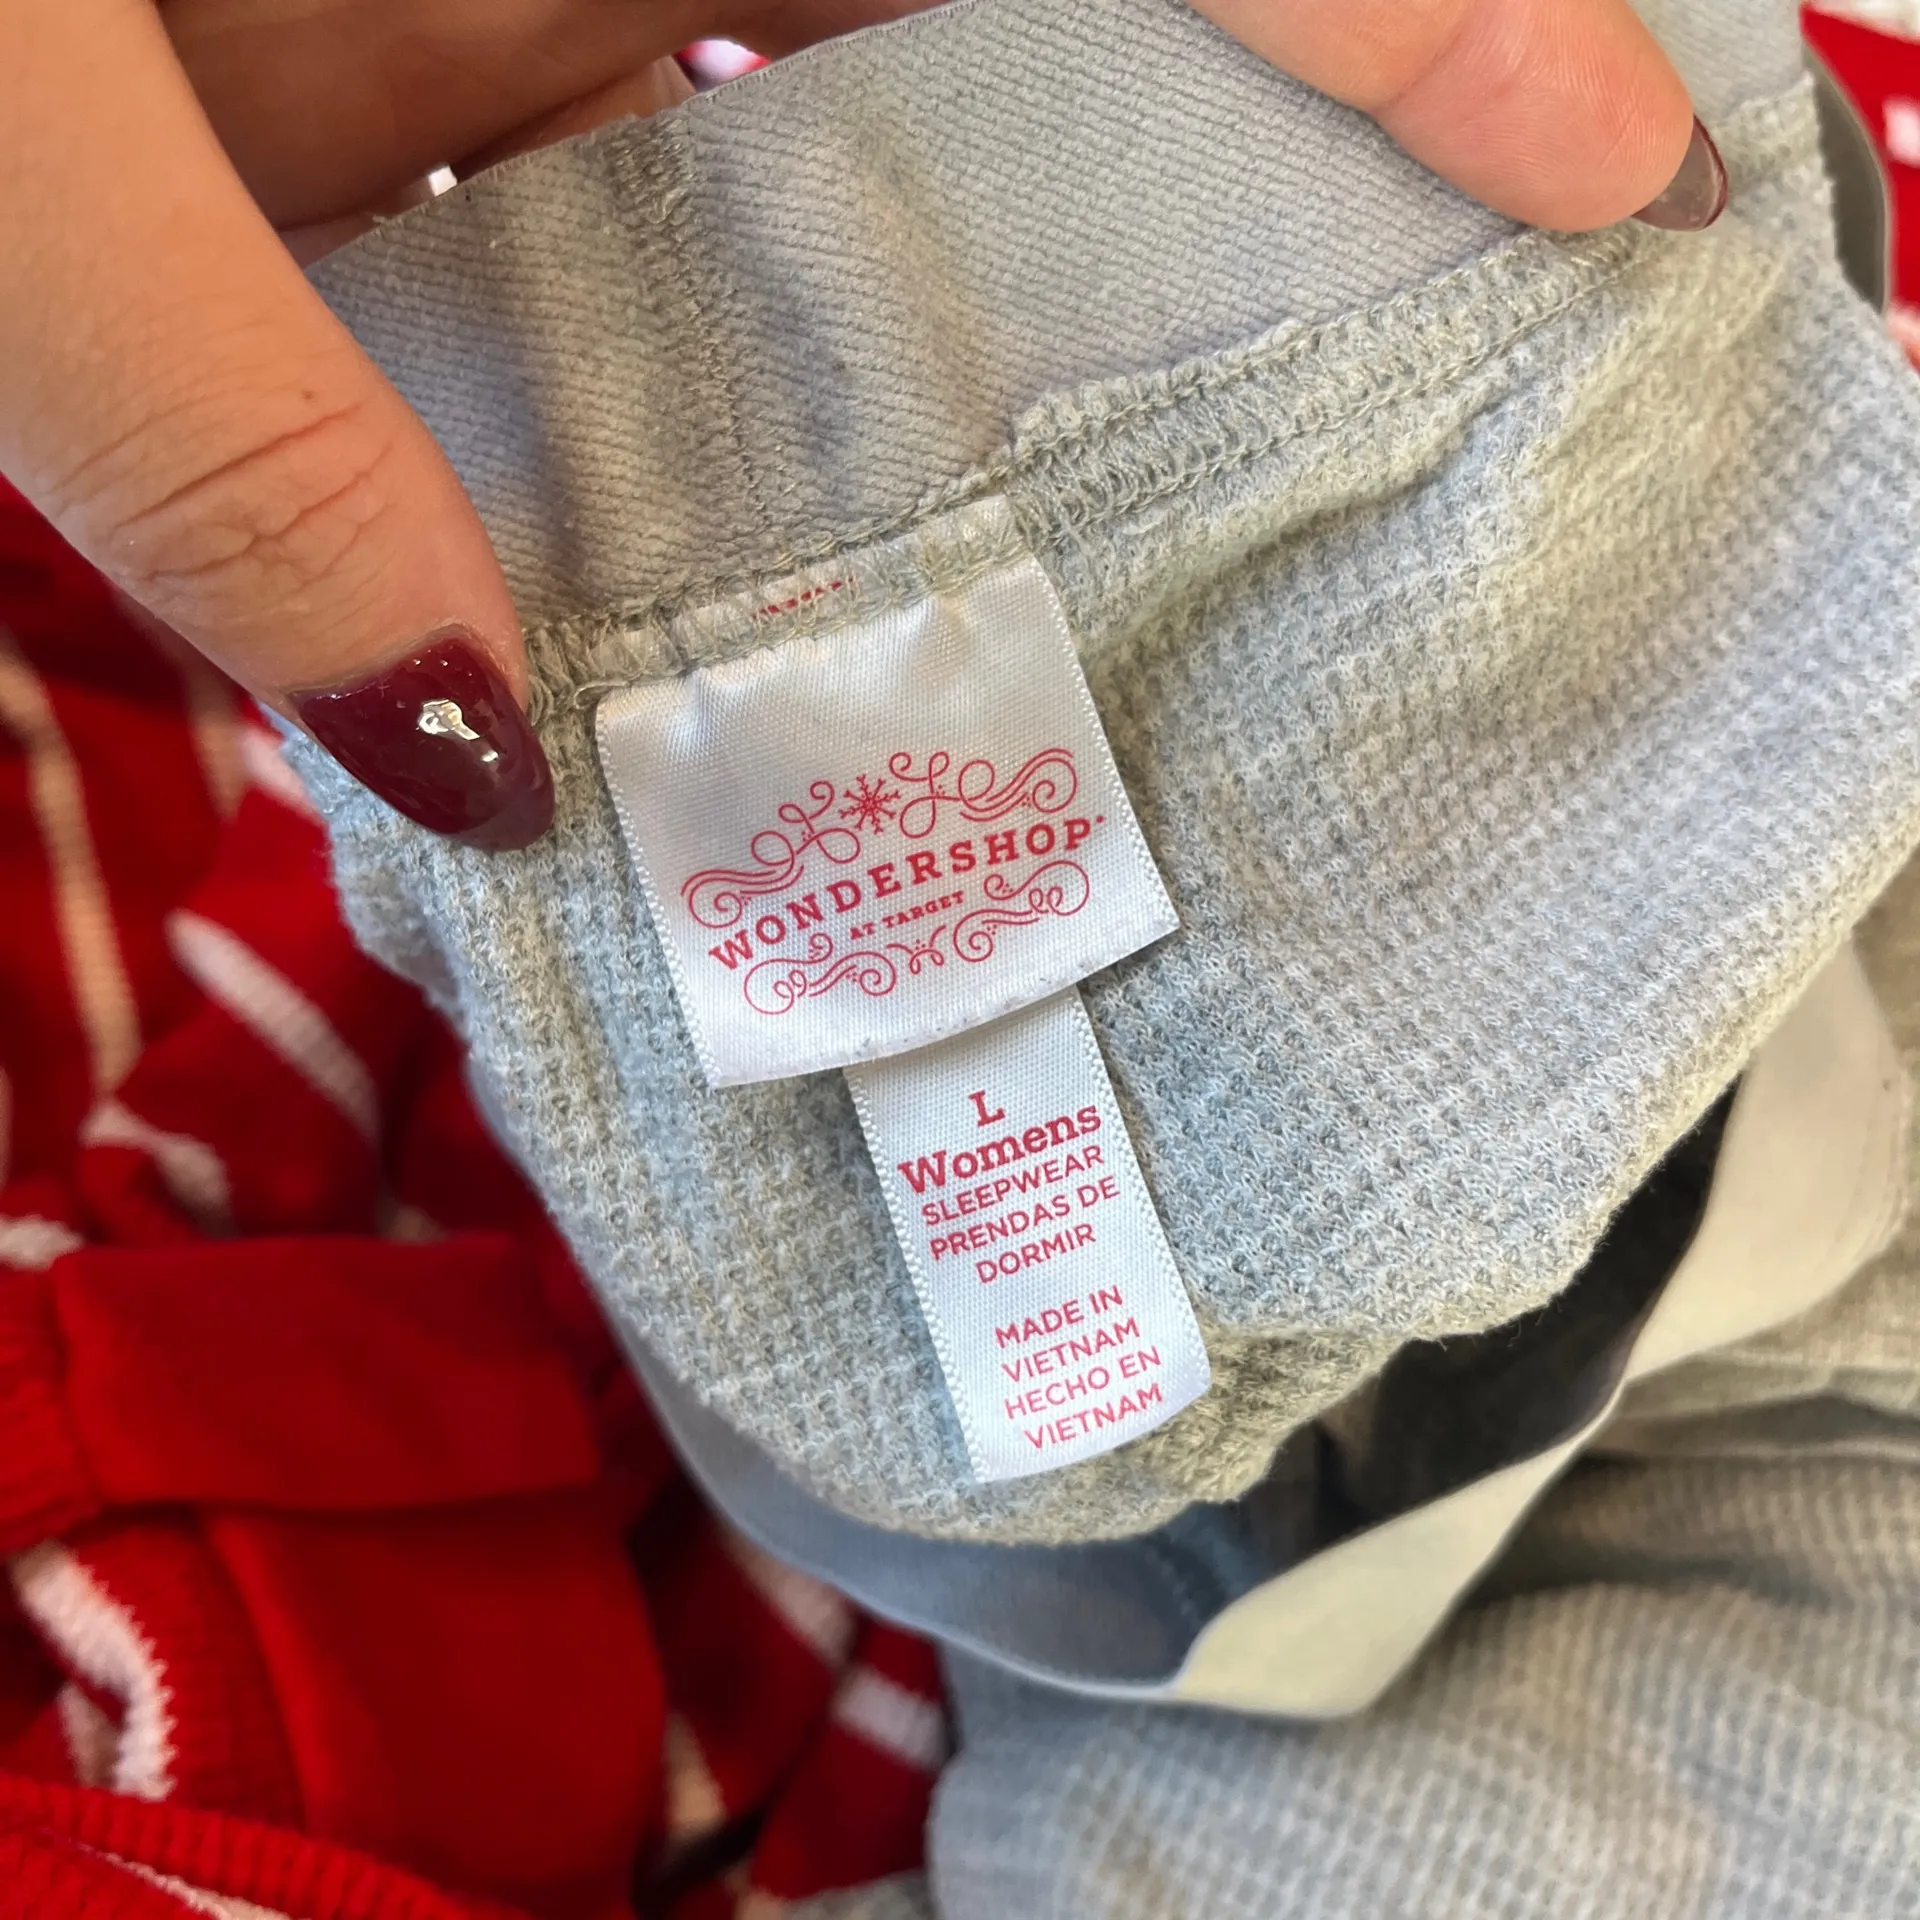 WONDERSHOP
AT TARGET
L
Womens
SLEEPWEAR
PRENDAS DE
DORMIR
MADE IN
VIETNAM
HECHO EN
VIETNAM